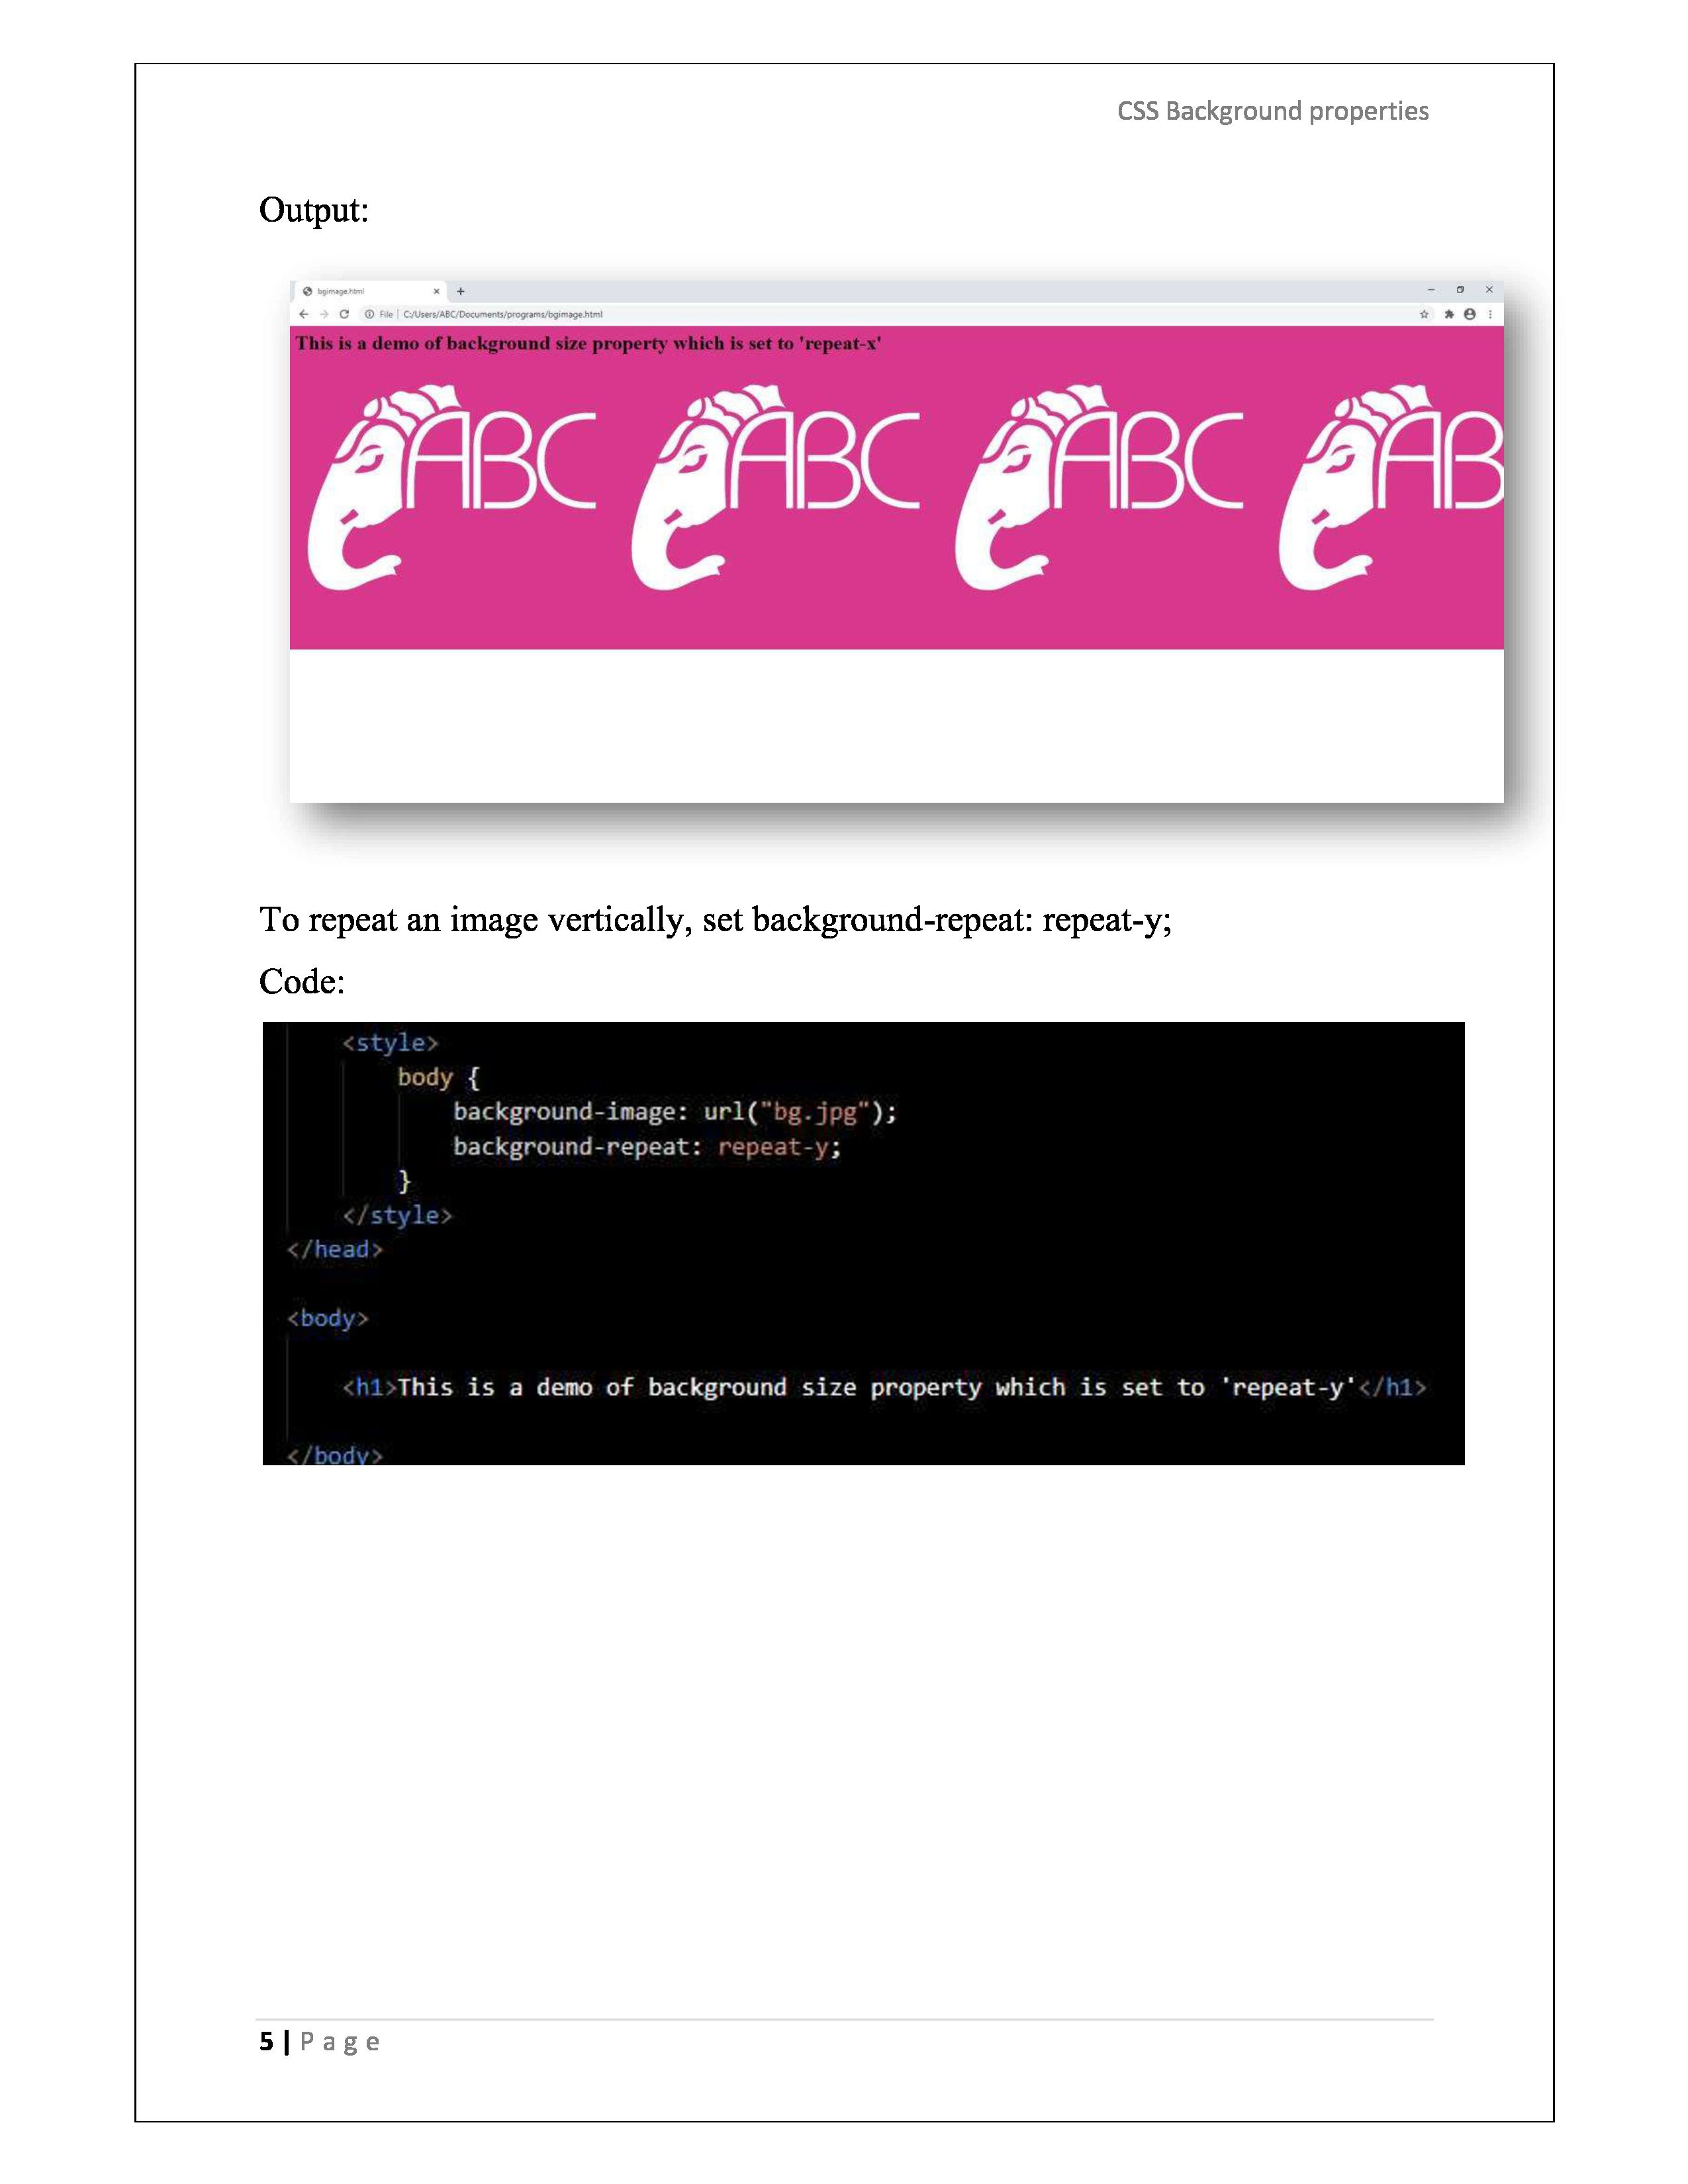 CSS Background properties
Output:
bgimage.html
File | C:/Users/ABC/Documents/programs/bgimage.html
This is a demo of background size property which is set to 'repeat-x'
ABC ABC ABC AB
To repeat an image vertically, set background-repeat: repeat-y;
Code:
<style>
body {
background-image: url("bg.jpg");
background-repeat: repeat-y;
}
</style>
</head>
<body>
<h1>This is a demo of background size property which is set to 'repeat-y'</h1>
</body>
5 | Page